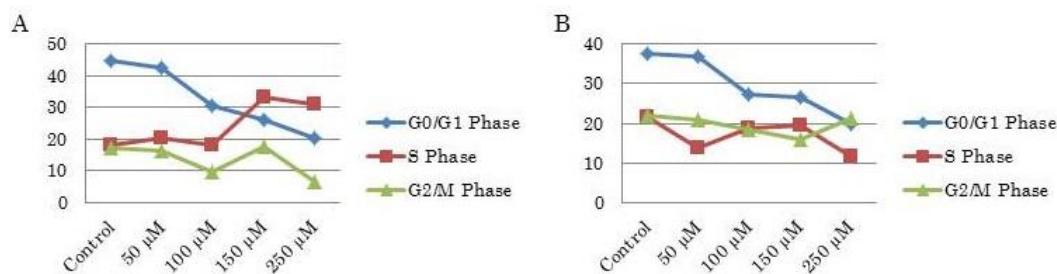 A
50
40
30
20
10
0
Control
50 µM
100 µM
150 µM
250 µM
G0/G1 Phase
S Phase
G2/M Phase
B
40
30
20
10
0
Control
50 µM
100 µM
150 µM
250 µM
G0/G1 Phase
S Phase
G2/M Phase